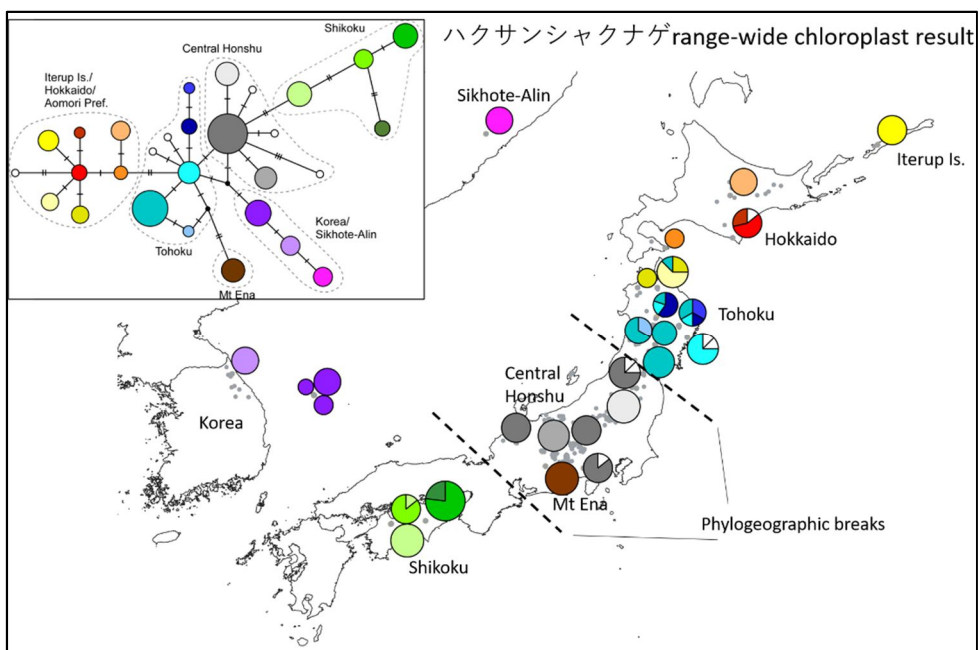 ハクサンシャクナゲrange-wide chloroplast result
Shikoku
Central Honshu
Iterup Is./
Hokkaido/
Aomori Pref.
Tohoku
Korea/
Sikhote-Alin
Mt Ena
Sikhote-Alin
Iterup Is.
Hokkaido
Tohoku
Central
Honshu
Korea
Mt Ena
Phylogeographic breaks
Shikoku